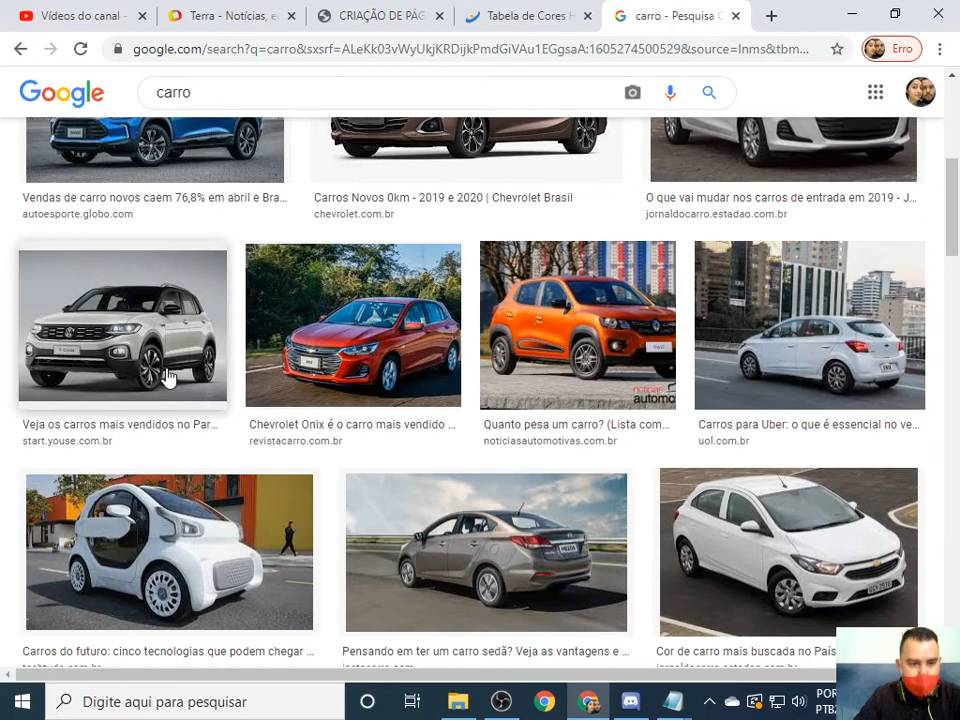 Vídeos do canal -
Terra - Notícias, e
CRIAÇÃO DE PÁG
Tabela de Cores H
carro - Pesquisa G
google.com/search?q=carro&sxsrf=ALeKk03vWyUkjKRDijkPmdGiVAu1EGgsaA:1605274500529&source=lnms&tbm...
Erro
Google
carro
Vendas de carro novos caem 76,8% em abril e Bra...
autoesporte.globo.com
Carros Novos 0km - 2019 e 2020 | Chevrolet Brasil
chevrolet.com.br
O que vai mudar nos carros de entrada em 2019 - J...
jornaldocarro.estadao.com.br
notícias
automo
Veja os carros mais vendidos no Par...
start.youse.com.br
Chevrolet Onix é o carro mais vendido ...
revistacarro.com.br
Quanto pesa um carro? (Lista com...
noticiasautomotivas.com.br
Carros para Uber: o que é essencial no ve...
uol.com.br
HB20S
Carros do futuro: cinco tecnologias que podem chegar ...
Pensando em ter um carro sedã? Veja as vantagens e ...
Cor de carro mais buscada no País
Digite aqui para pesquisar
POR
PTB2